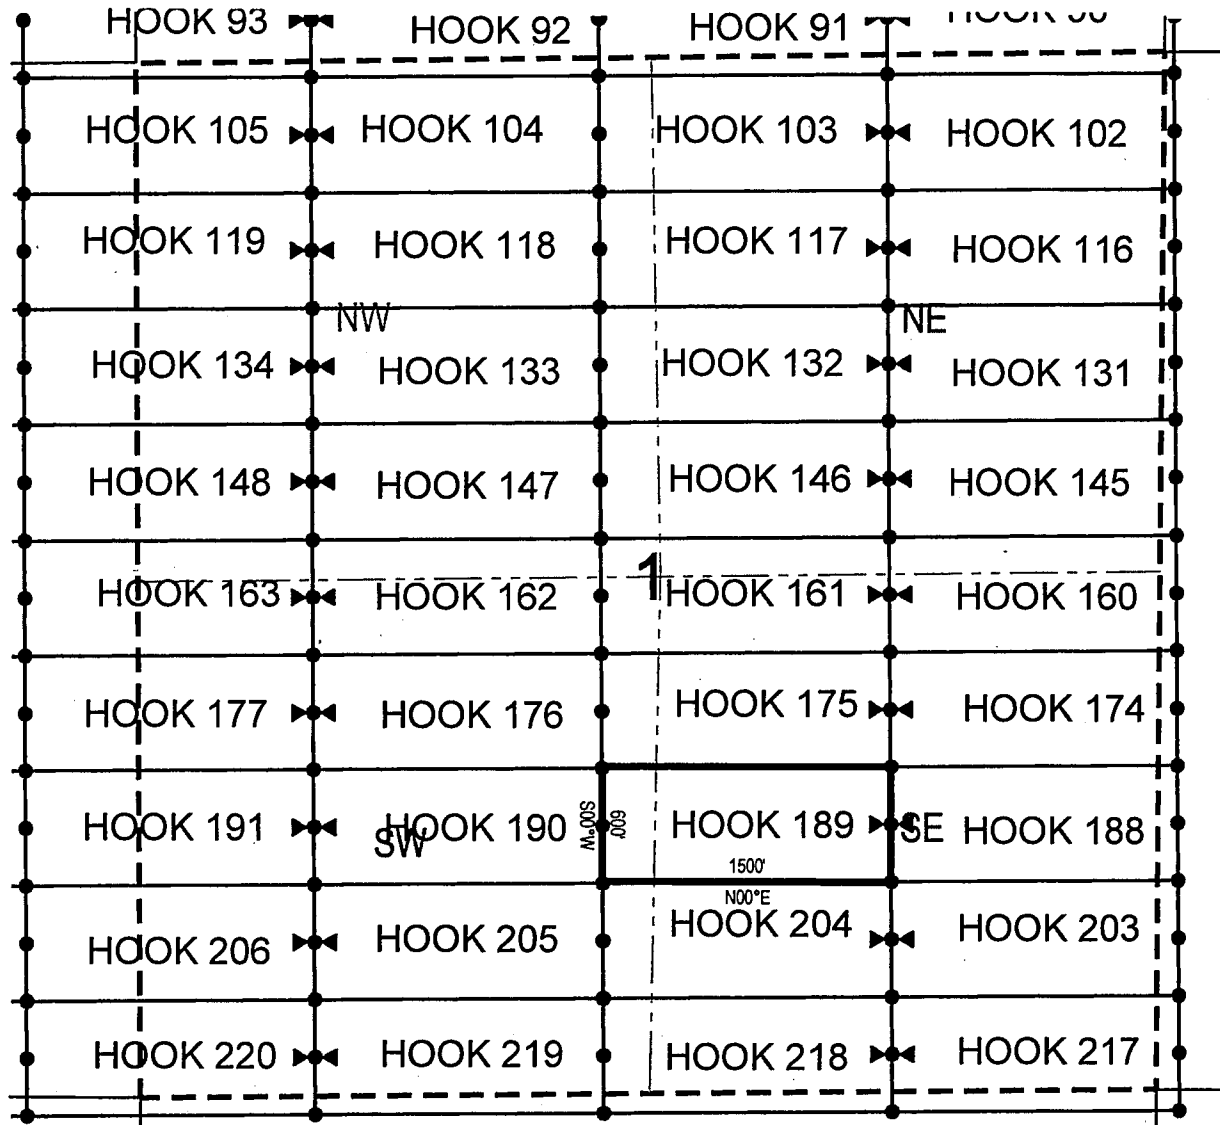 HOOK 93 HOOK 92 HOOK 91
HOOK 105 HOOK 104 HOOK 103 HOOK 102
HOOK 119 HOOK 118 HOOK 117 HOOK 116
NW NE
HOOK 134 HOOK 133 HOOK 132 HOOK 131
HOOK 148 HOOK 147 HOOK 146 HOOK 145
1
HOOK 163 HOOK 162 HOOK 161 HOOK 160
HOOK 177 HOOK 176 HOOK 175 HOOK 174
HOOK 191 HOOK 190 HOOK 189 HOOK 188
SW S00°W 600' SE
1500'
N00°E
HOOK 206 HOOK 205 HOOK 204 HOOK 203
HOOK 220 HOOK 219 HOOK 218 HOOK 217